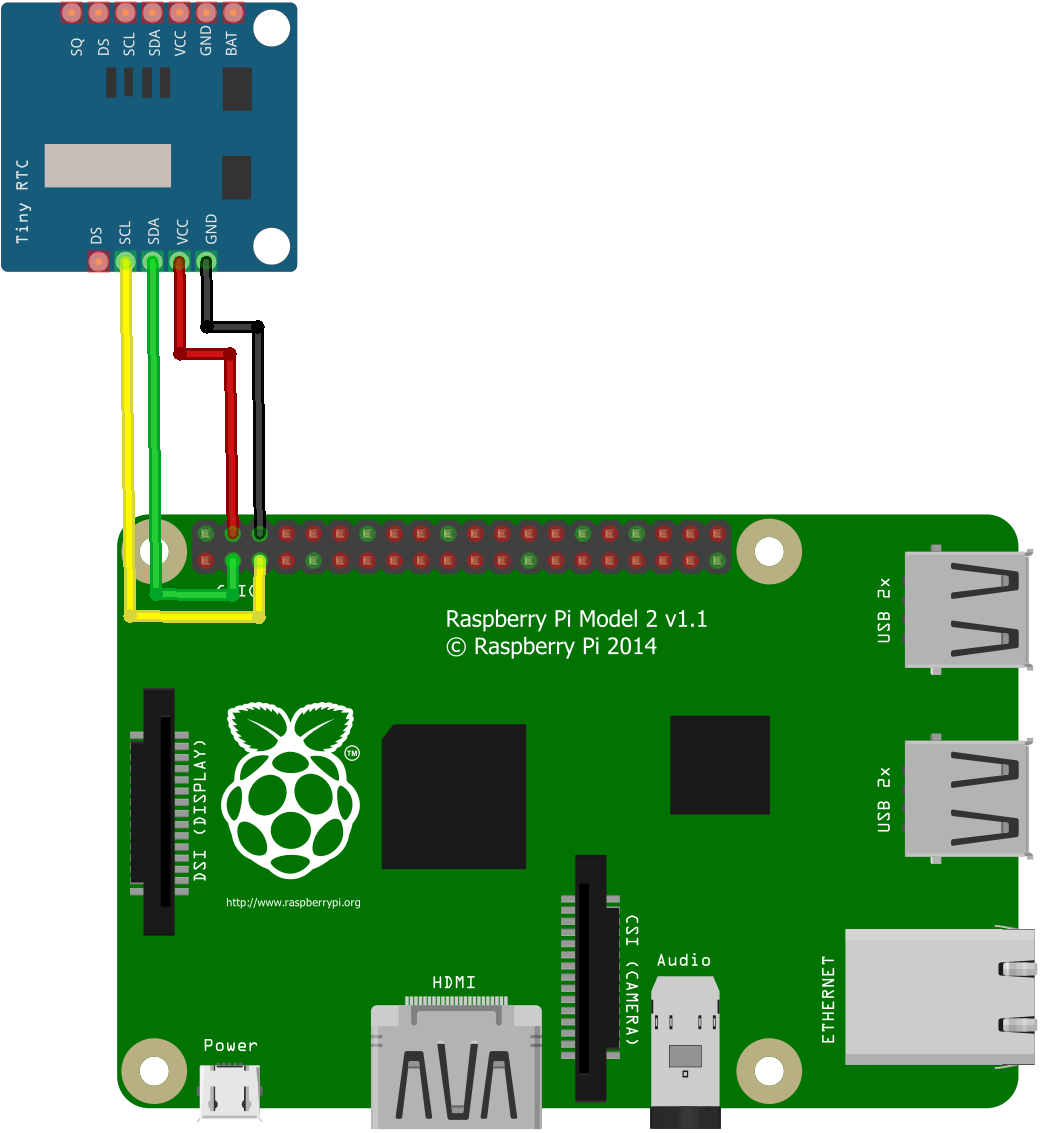 SQ
DS
SCL
SDA
VCC
GND
BAT
Tiny RTC
DS
SCL
SDA
VCC
GND
Raspberry Pi Model 2 v1.1
© Raspberry Pi 2014
USB 2x
USB 2x
DSI (DISPLAY)
TM
http://www.raspberrypi.org
CSI (CAMERA)
Audio
ETHERNET
HDMI
Power